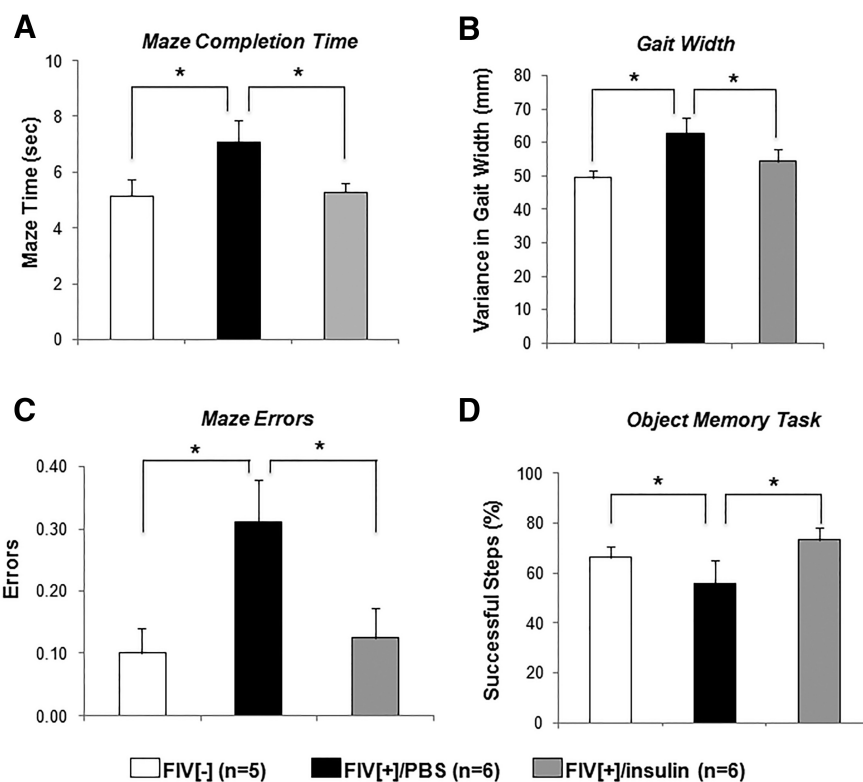 A
Maze Completion Time
10
8
6
4
2
0
Maze Time (sec)
*
*
B
Gait Width
80
70
60
50
40
30
20
10
0
Variance in Gait Width (mm)
*
*
C
Maze Errors
0.40
0.30
0.20
0.10
0.00
Errors
*
*
D
Object Memory Task
100
80
60
40
20
0
Successful Steps (%)
*
*
FIV[-] (n=5) FIV[+]/PBS (n=6) FIV[+]/insulin (n=6)